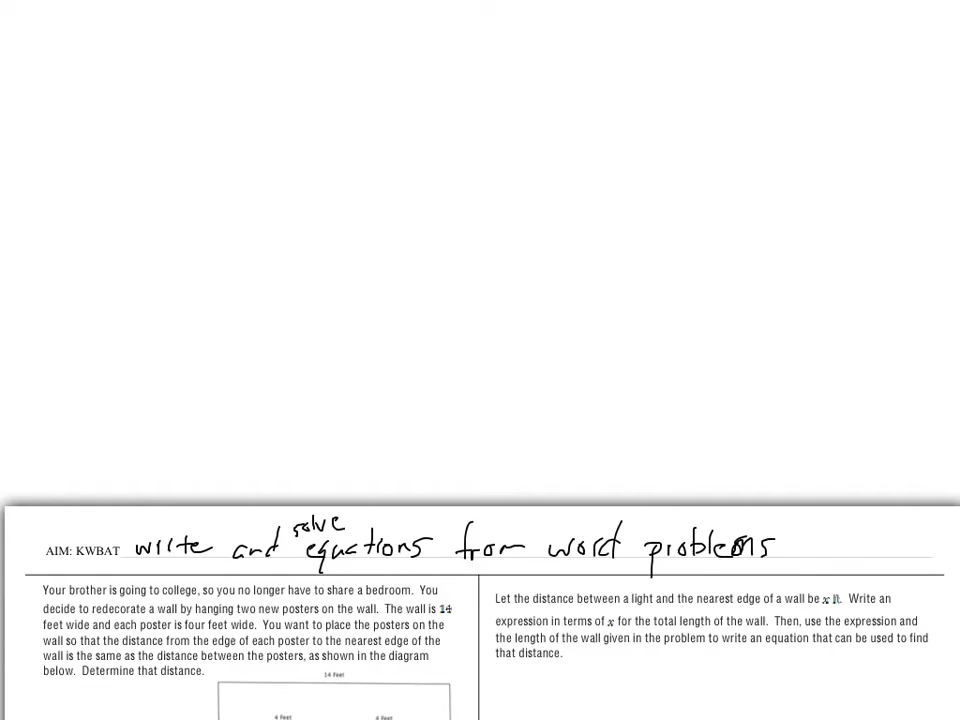 AIM: KWBAT write and solve equations from word problems
Your brother is going to college, so you no longer have to share a bedroom. You
decide to redecorate a wall by hanging two new posters on the wall. The wall is 14
feet wide and each poster is four feet wide. You want to place the posters on the
wall so that the distance from the edge of each poster to the nearest edge of the
wall is the same as the distance between the posters, as shown in the diagram
below. Determine that distance.
14 Feet
4 Feet 4 Feet
Let the distance between a light and the nearest edge of a wall be x ft. Write an
expression in terms of x for the total length of the wall. Then, use the expression and
the length of the wall given in the problem to write an equation that can be used to find
that distance.